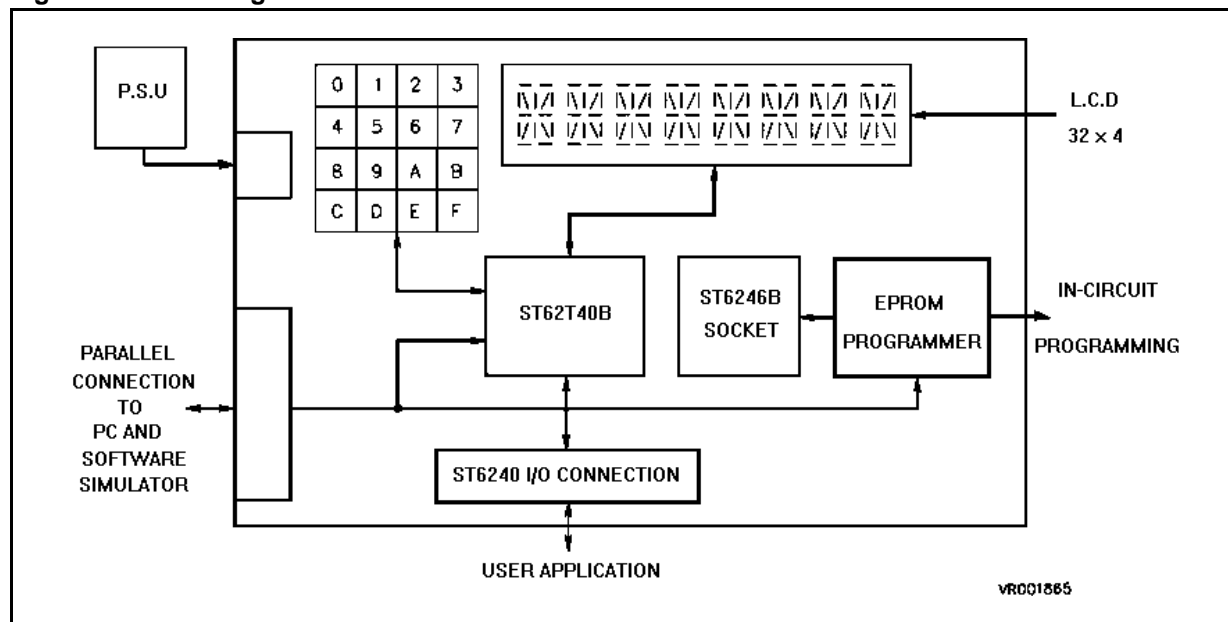 P.S.U
0 1 2 3
4 5 6 7
8 9 A B
C D E F
L.C.D
32 × 4
ST62T40B
ST6246B
SOCKET
EPROM
PROGRAMMER
IN-CIRCUIT
PROGRAMMING
PARALLEL
CONNECTION
TO
PC AND
SOFTWARE
SIMULATOR
ST6240 I/O CONNECTION
USER APPLICATION
VR001865